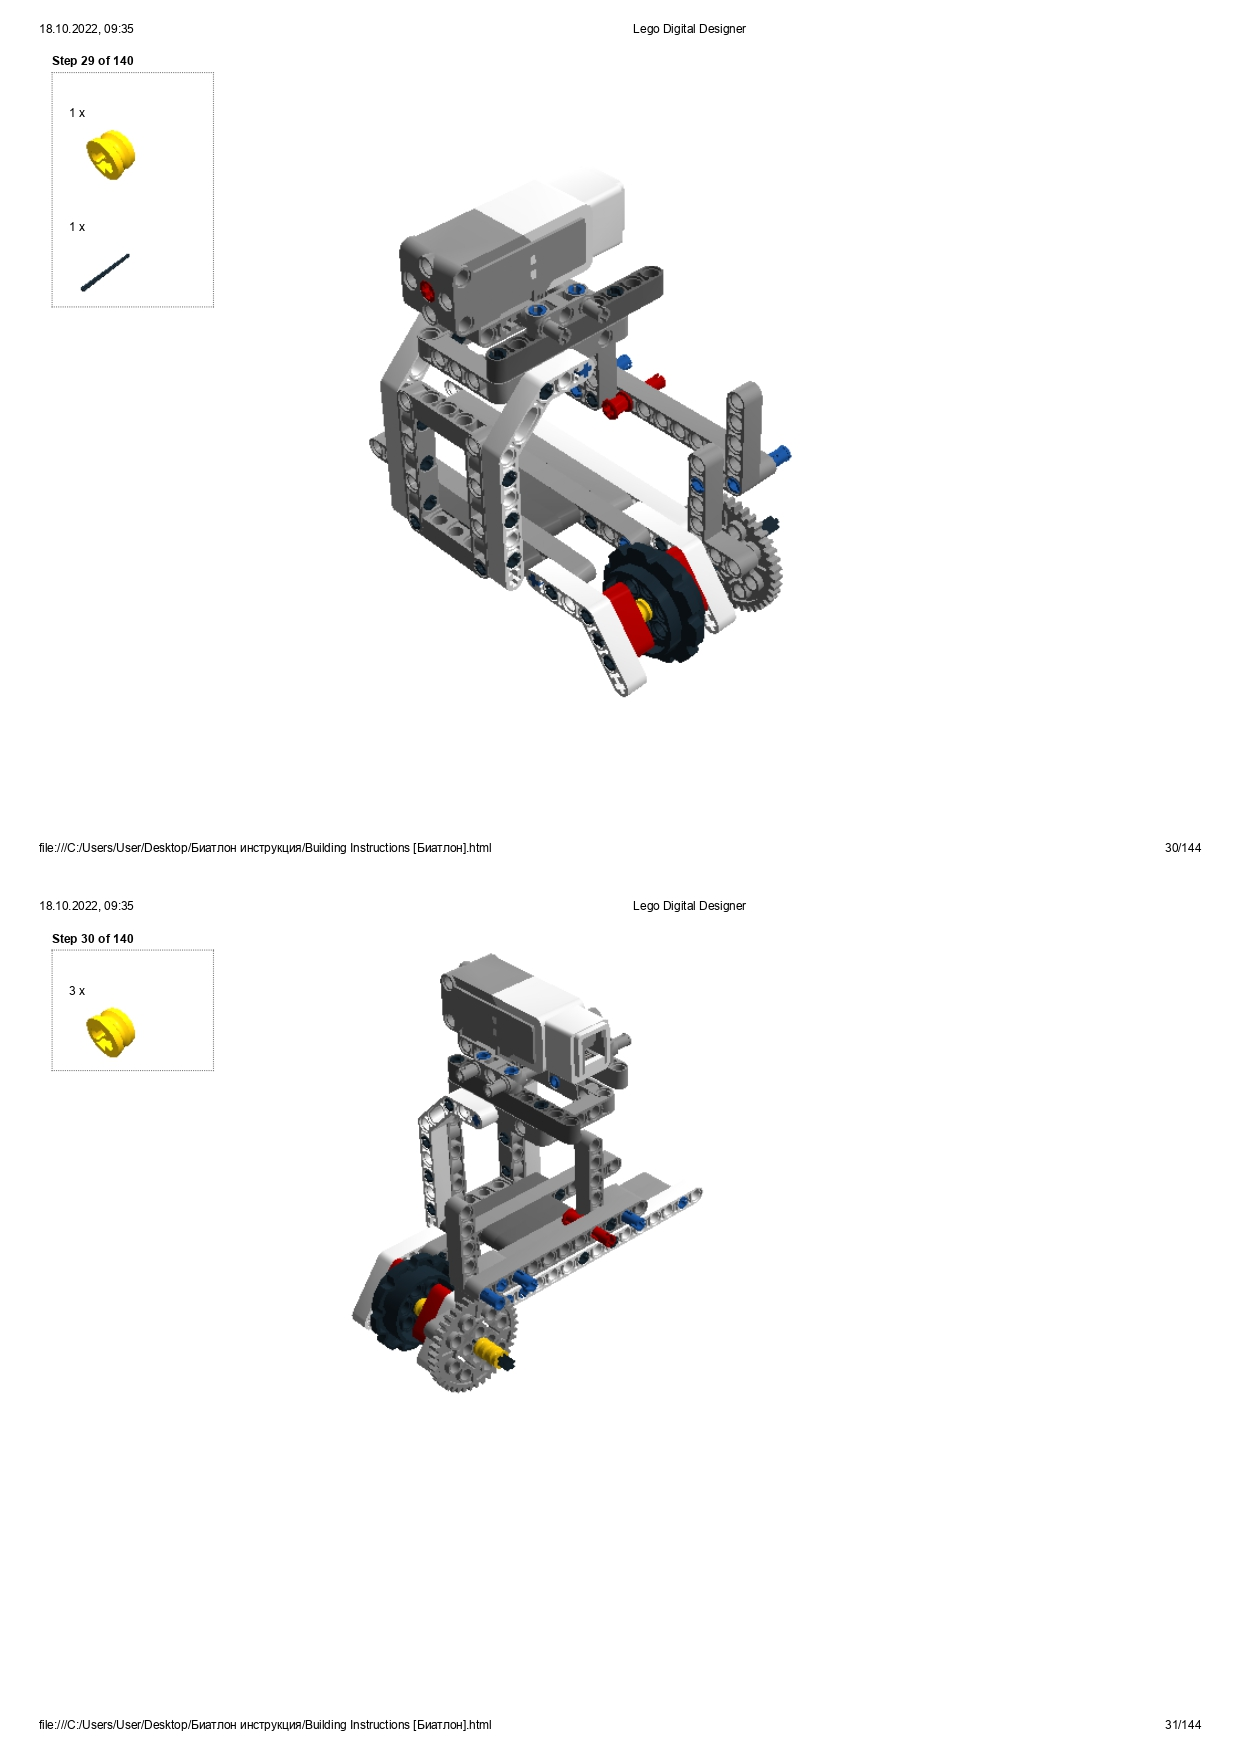 18.10.2022, 09:35 Lego Digital Designer
Step 29 of 140
1 x
1 x
file:///C:/Users/User/Desktop/Биатлон инструкция/Building Instructions [Биатлон].html 30/144
18.10.2022, 09:35 Lego Digital Designer
Step 30 of 140
3 x
file:///C:/Users/User/Desktop/Биатлон инструкция/Building Instructions [Биатлон].html 31/144